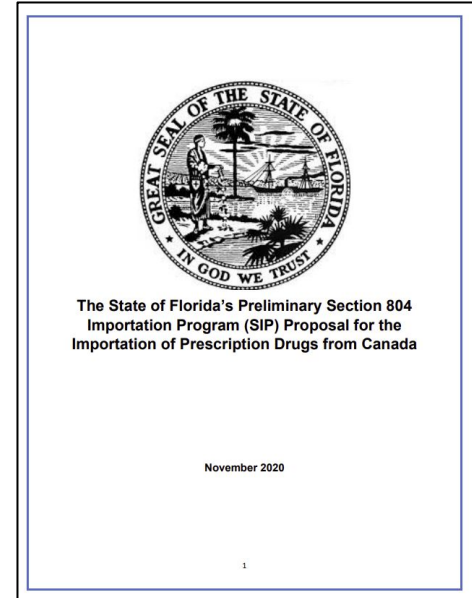 GREAT SEAL OF THE STATE OF FLORIDA
IN GOD WE TRUST
The State of Florida's Preliminary Section 804
Importation Program (SIP) Proposal for the
Importation of Prescription Drugs from Canada
November 2020
1